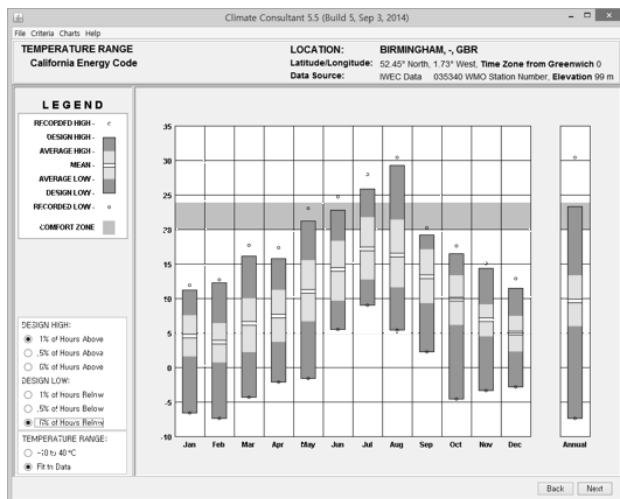 Climate Consultant 5.5 (Build 5, Sep 3, 2014)
File Criteria Charts Help
TEMPERATURE RANGE
California Energy Code
LOCATION: BIRMINGHAM, -, GBR
Latitude/Longitude: 52.45° North, 1.73° West, Time Zone from Greenwich 0
Data Source: IWEC Data 035340 WMO Station Number, Elevation 99 m
LEGEND
RECORDED HIGH -
DESIGN HIGH -
AVERAGE HIGH -
MEAN -
AVERAGE LOW -
DESIGN LOW -
RECORDED LOW -
COMFORT ZONE
DESIGN HIGH:
1% of Hours Above
.5% of Hours Above
0% of Hours Above
DESIGN LOW:
1% of Hours Below
.5% of Hours Below
0% of Hours Below
TEMPERATURE RANGE:
-10 to 40 °C
Fit to Data
35
30
25
20
15
10
5
0
-5
-10
Jan Feb Mar Apr May Jun Jul Aug Sep Oct Nov Dec Annual
Back Next